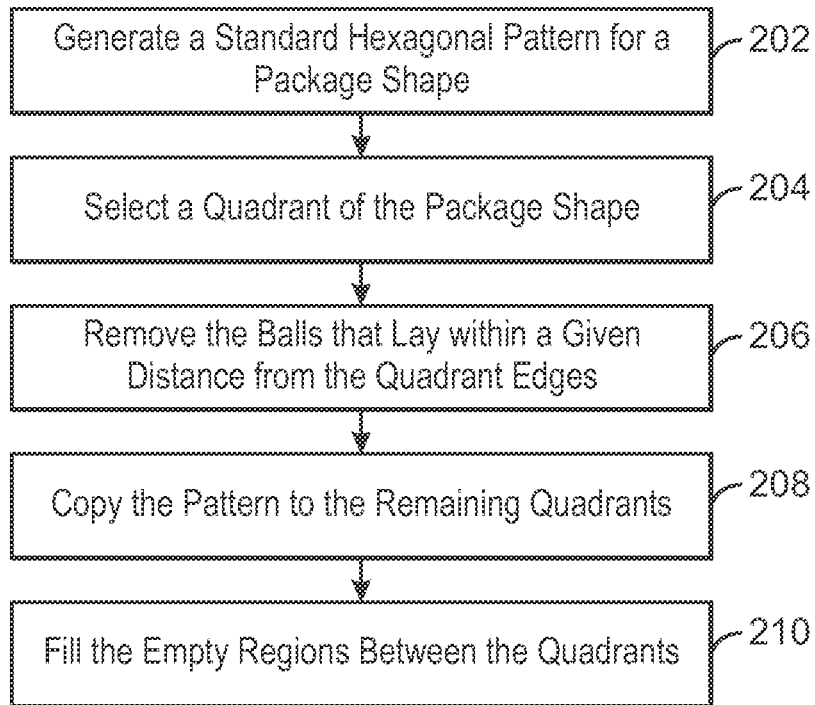 Generate a Standard Hexagonal Pattern for a
Package Shape
202
Select a Quadrant of the Package Shape
204
Remove the Balls that Lay within a Given
Distance from the Quadrant Edges
206
Copy the Pattern to the Remaining Quadrants
208
Fill the Empty Regions Between the Quadrants
210